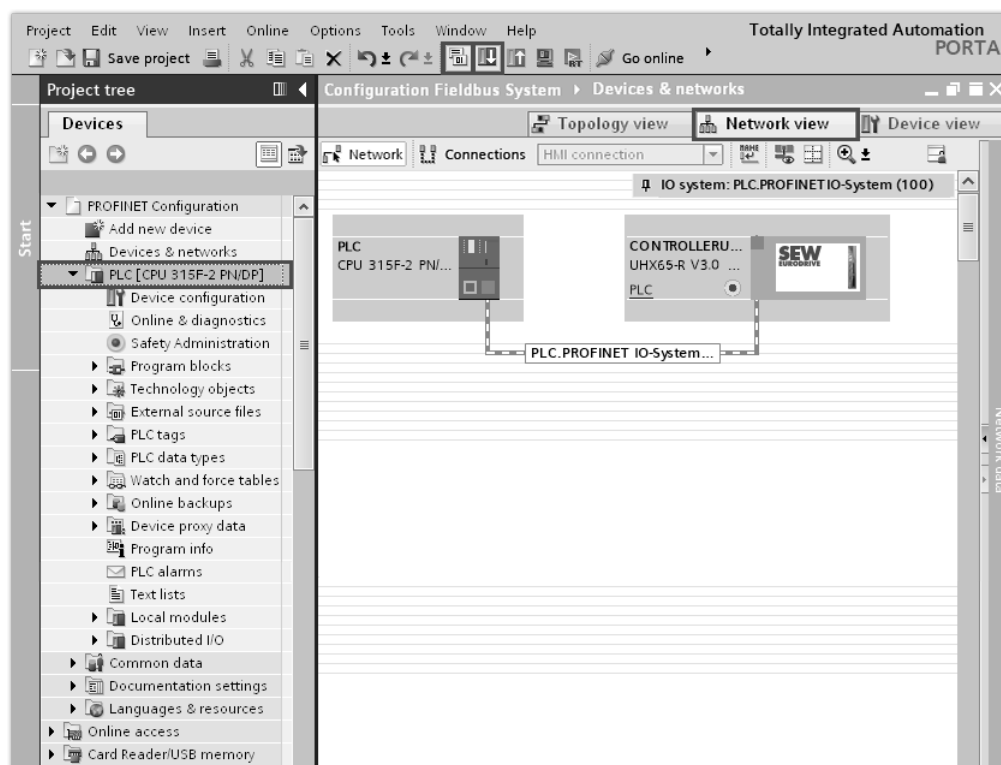 Project Edit View Insert Online Options Tools Window Help
Totally Integrated Automation
PORTA
Save project
Go online
Project tree
Configuration Fieldbus System Devices & networks
Devices
Topology view Network view Device view
Network Connections HMI connection
IO system: PLC.PROFINET IO-System (100)
Start
PROFINET Configuration
Add new device
Devices & networks
PLC [CPU 315F-2 PN/DP]
Device configuration
Online & diagnostics
Safety Administration
Program blocks
Technology objects
External source files
PLC tags
PLC data types
Watch and force tables
Online backups
Device proxy data
Program info
PLC alarms
Text lists
Local modules
Distributed I/O
Common data
Documentation settings
Languages & resources
Online access
Card Reader/USB memory
PLC
CPU 315F-2 PN/...
CONTROLLERU...
UHX65-R V3.0 ...
PLC
SEW
EURODRIVE
PLC.PROFINET IO-System...
Network data